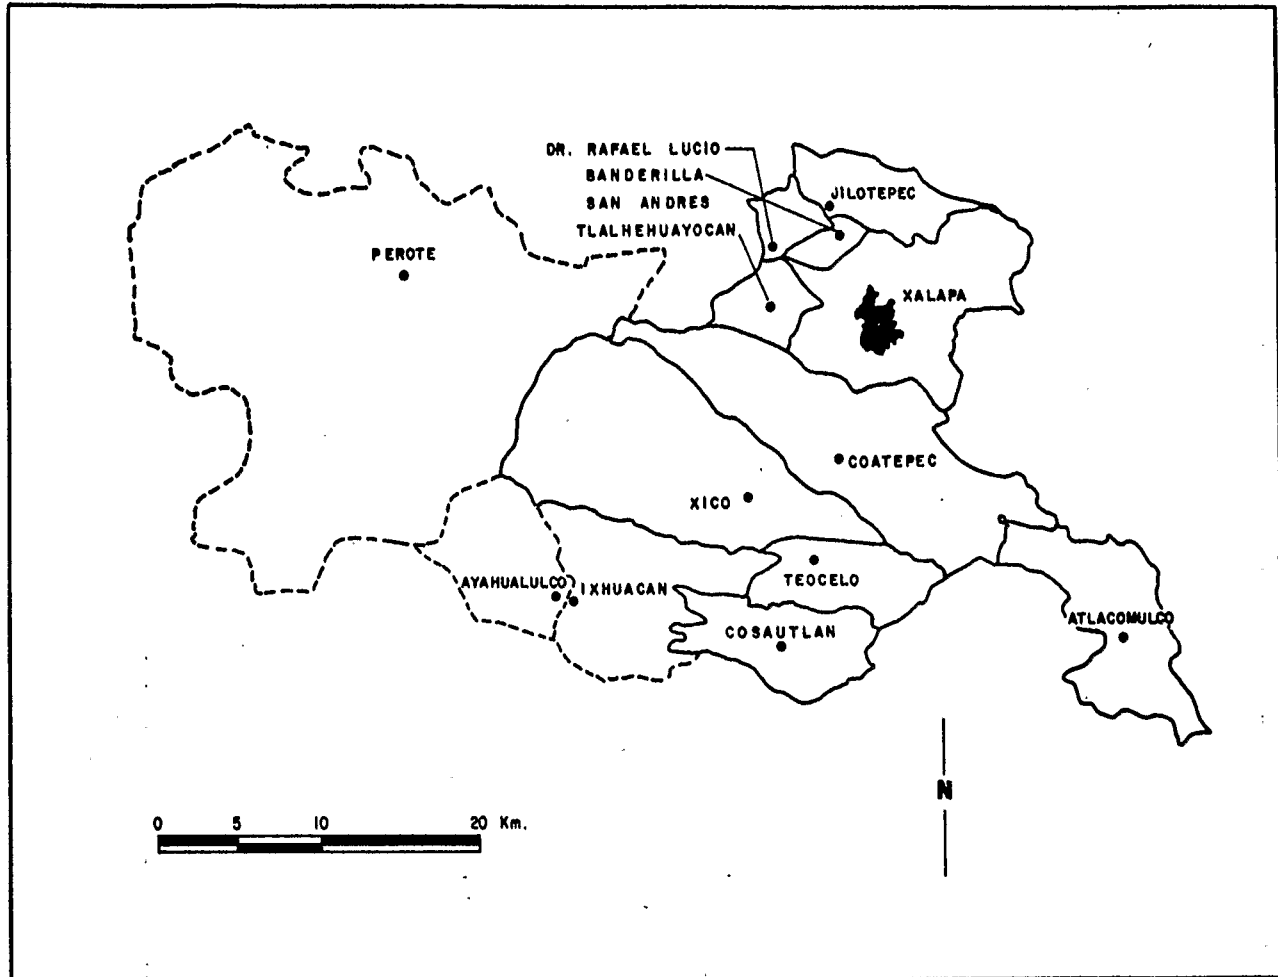 DR. RAFAEL LUCIO
BANDERILLA
SAN ANDRES
TLALHEHUAYOCAN
JILOTEPEC
PEROTE
XALAPA
COATEPEC
XICO
TEOCELO
AYAHUALULCO
IXHUACAN
COSAUTLAN
ATLACOMULCO
N
0 5 10 20 Km.